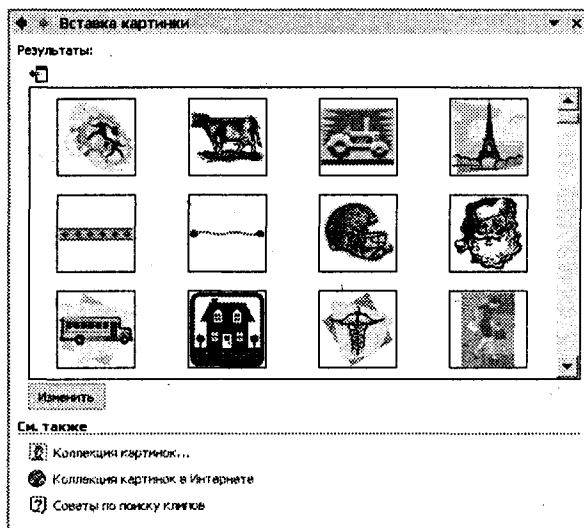 Вставка картинки
Результаты:
Изменить
См. также
Коллекция картинок...
Коллекция картинок в Интернете
Советы по поиску клипов